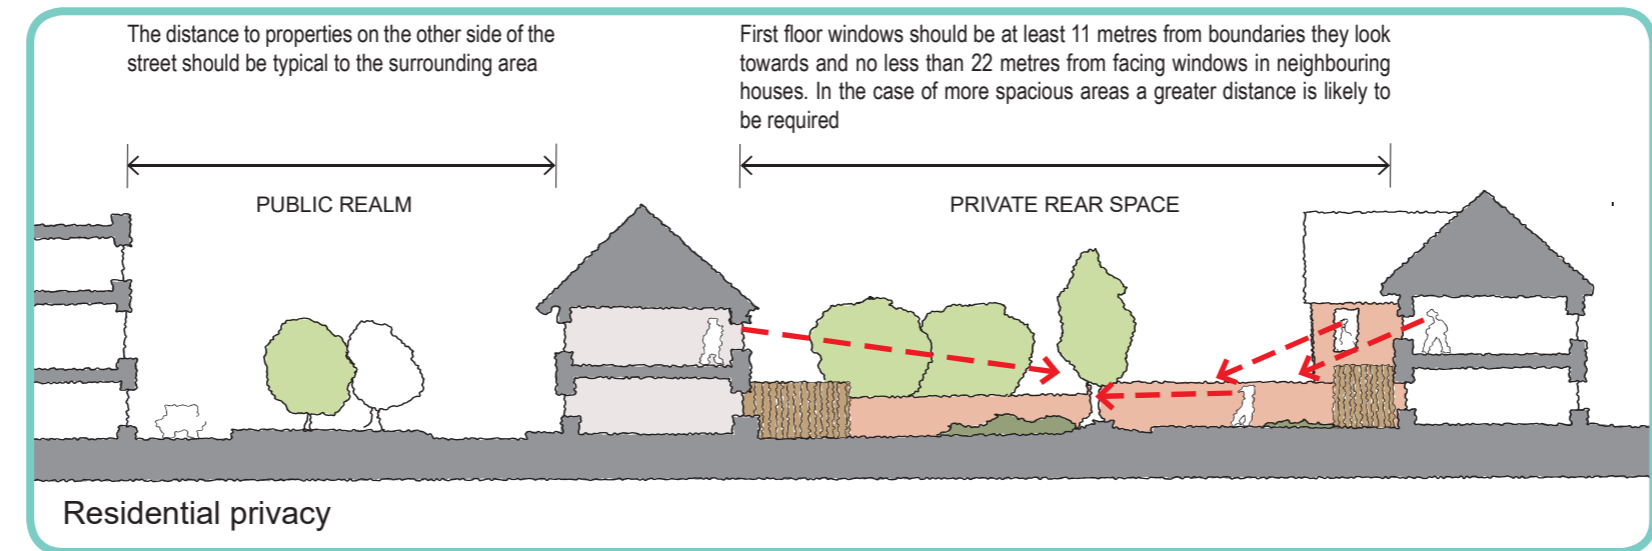 The distance to properties on the other side of the
street should be typical to the surrounding area
First floor windows should be at least 11 metres from boundaries they look
towards and no less than 22 metres from facing windows in neighbouring
houses. In the case of more spacious areas a greater distance is likely to
be required
PUBLIC REALM
PRIVATE REAR SPACE
Residential privacy